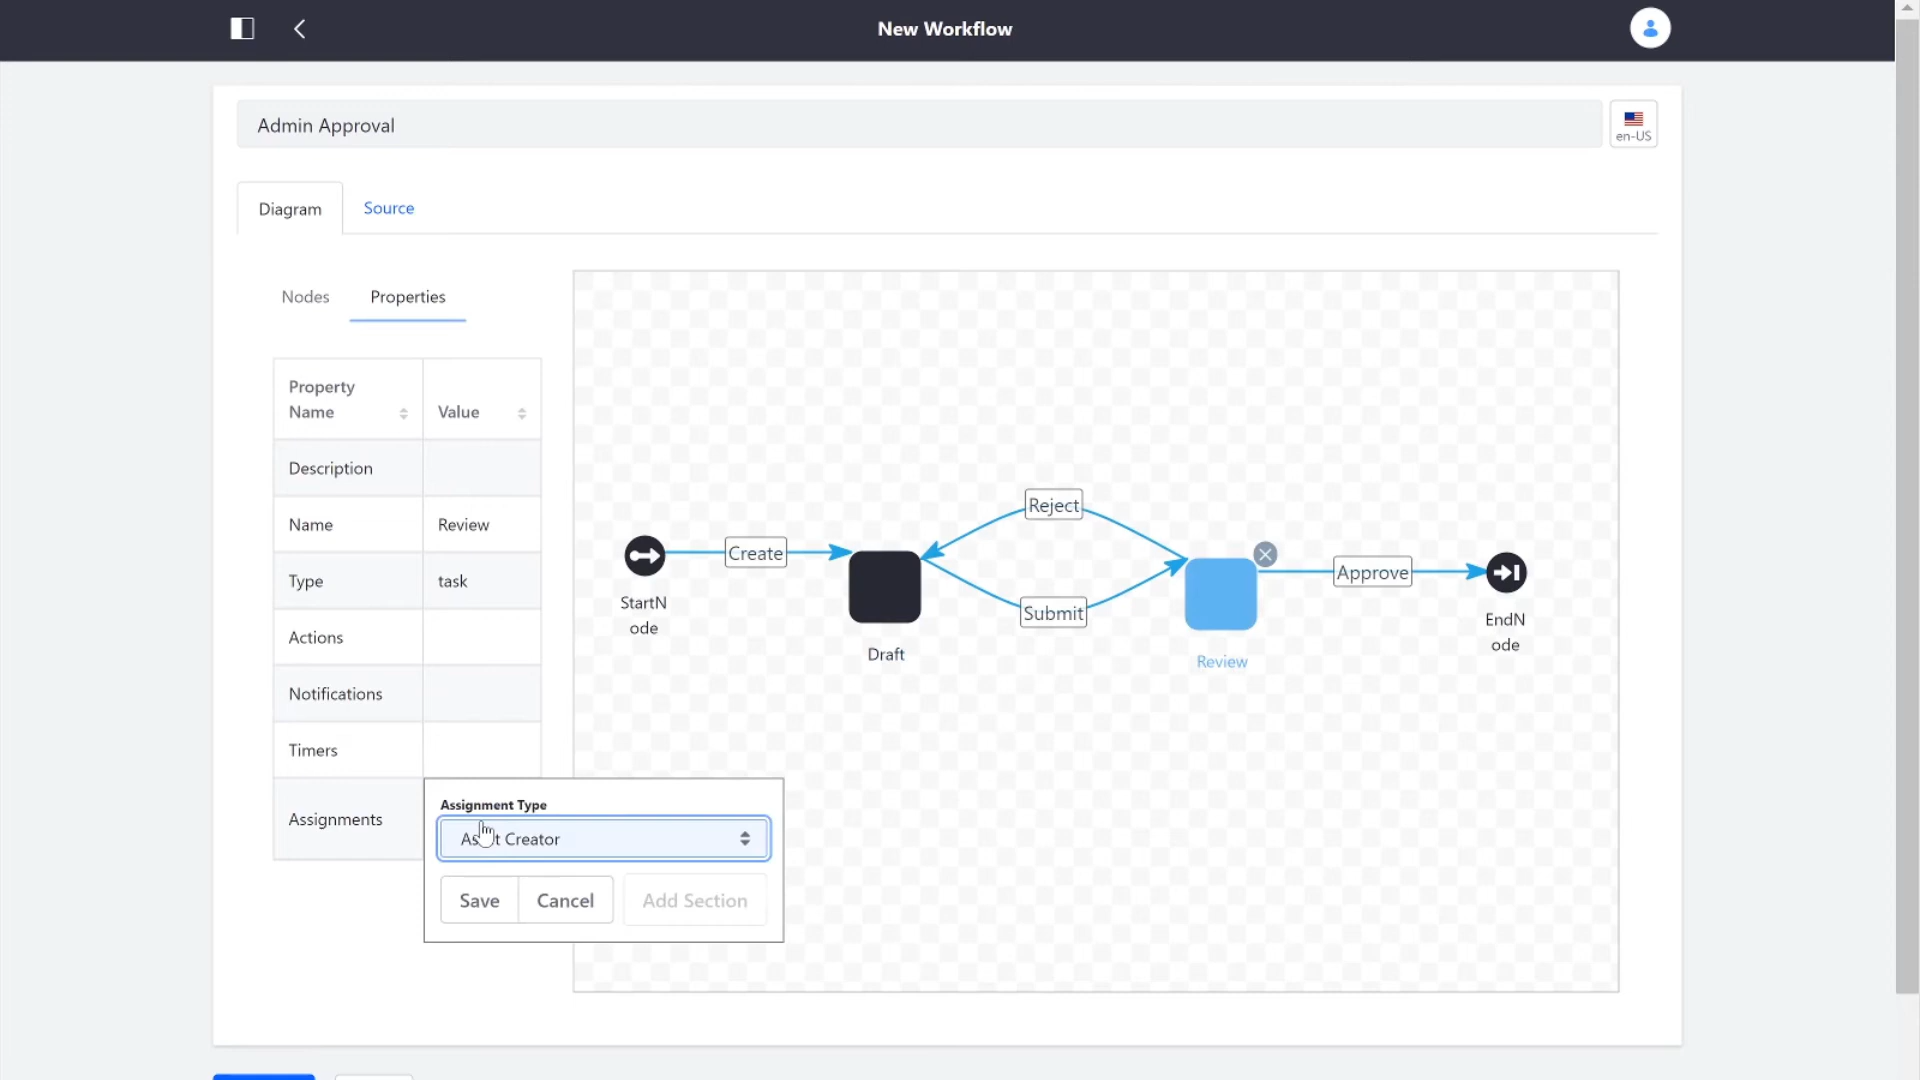 New Workflow
Admin Approval
en-US
Diagram
Source
Nodes
Properties
Property
Name
Value
Description
Name
Review
Type
task
Actions
Notifications
Timers
Assignments
Assignment Type
Creator
Save
Cancel
Add Section
Create
Reject
Submit
Approve
StartN
ode
Draft
Review
EndN
ode